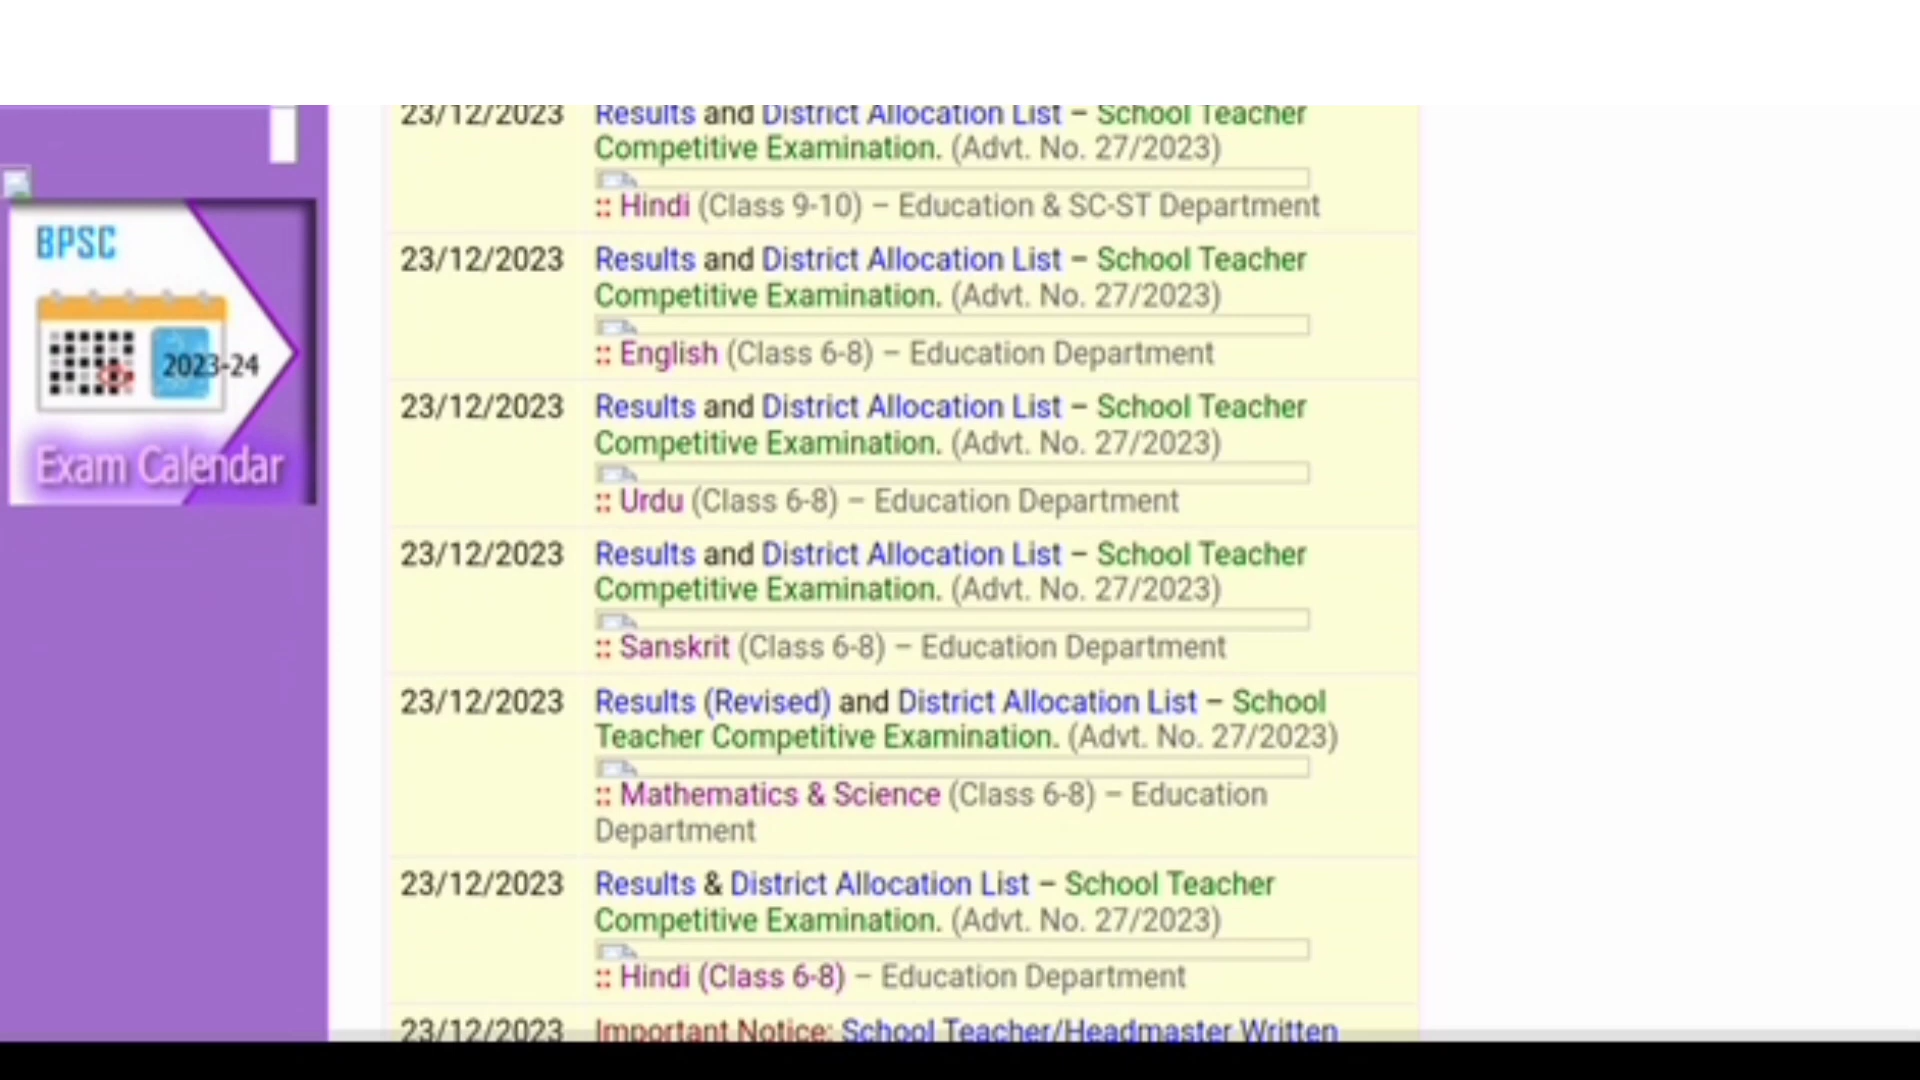 BPSC
2023-24
Exam Calendar
23/12/2023 Results and District Allocation List – School Teacher
Competitive Examination. (Advt. No. 27/2023)
:: Hindi (Class 9-10) – Education & SC-ST Department
23/12/2023 Results and District Allocation List – School Teacher
Competitive Examination. (Advt. No. 27/2023)
:: English (Class 6-8) – Education Department
23/12/2023 Results and District Allocation List – School Teacher
Competitive Examination. (Advt. No. 27/2023)
:: Urdu (Class 6-8) – Education Department
23/12/2023 Results and District Allocation List – School Teacher
Competitive Examination. (Advt. No. 27/2023)
:: Sanskrit (Class 6-8) – Education Department
23/12/2023 Results (Revised) and District Allocation List – School
Teacher Competitive Examination. (Advt. No. 27/2023)
:: Mathematics & Science (Class 6-8) – Education
Department
23/12/2023 Results & District Allocation List – School Teacher
Competitive Examination. (Advt. No. 27/2023)
:: Hindi (Class 6-8) – Education Department
23/12/2023 Important Notice: School Teacher/Headmaster Written